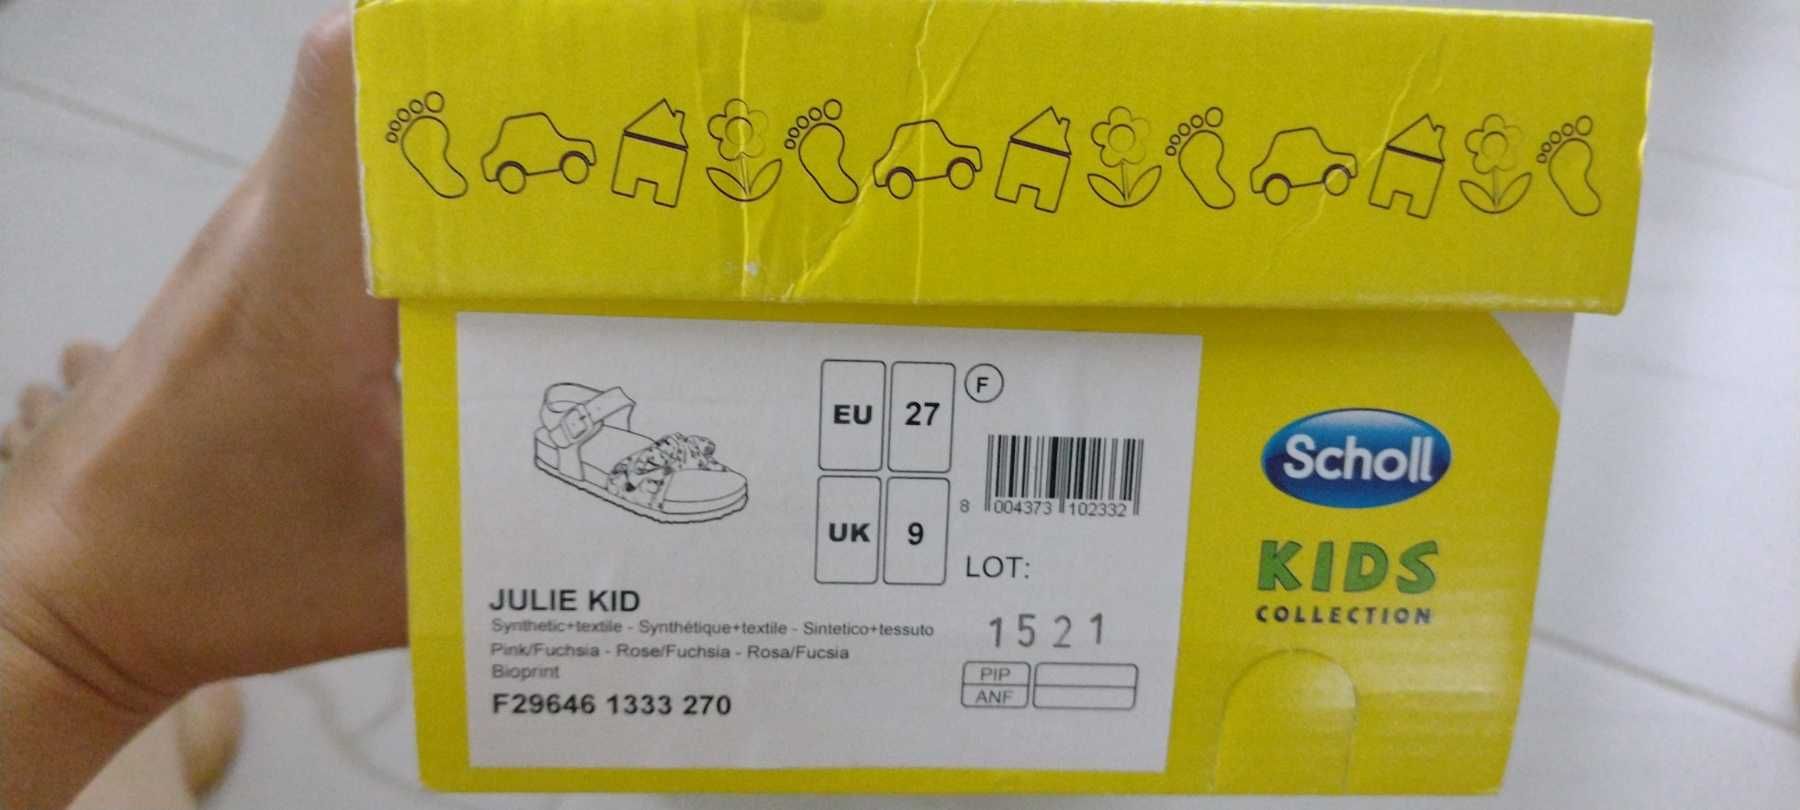 EU 27 F
UK 9
8 004373 102332
LOT:
1521
PIP
ANF
JULIE KID
Synthetic+textile - Synthétique+textile - Sintetico+tessuto
Pink/Fuchsia - Rose/Fuchsia - Rosa/Fucsia
Bioprint
F29646 1333 270
Scholl
KIDS
COLLECTION